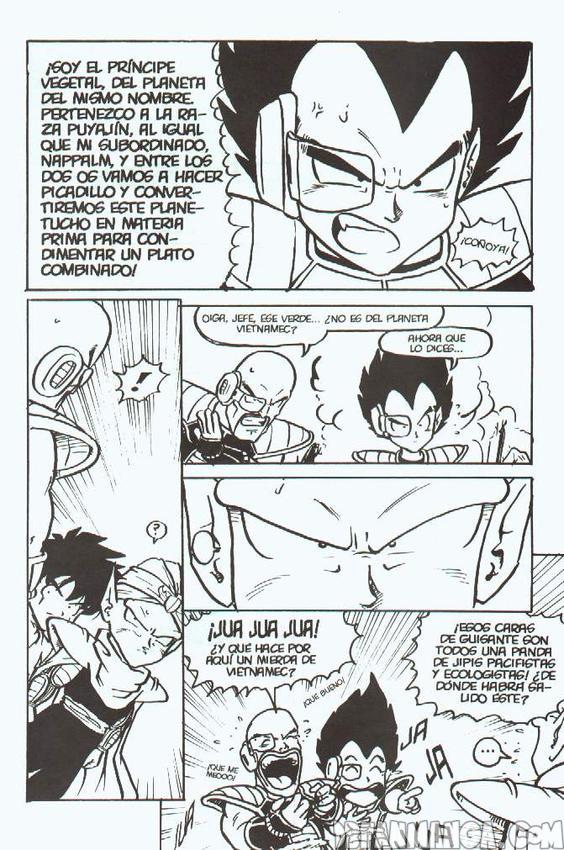 ¡SOY EL PRÍNCIPE
VEGETAL, DEL PLANETA
DEL MISMO NOMBRE.
PERTENEZCO A LA RA-
ZA PUYAJÍN, AL IGUAL
QUE MI SUBORDINADO,
NAPPALM, Y ENTRE LOS
DOS OS VAMOS A HACER
PICADILLO Y CONVER-
TIREMOS ESTE PLANE-
TUCHO EN MATERIA
PRIMA PARA CON-
DIMENTAR UN PLATO
COMBINADO!
¡COÑOYA!
!
?
OIGA, JEFE, ESE VERDE... ¿NO ES DEL PLANETA
VIETNAMEC?
AHORA QUE
LO DICES...
¡JUA JUA JUA!
¿Y QUÉ HACE POR
AQUÍ UN MIERDA DE
VIETNAMEC?
¡QUE BUENO!
¡QUE ME
MEOOO!
JA
JA
JA
¡ESOS CARAS
DE GUISANTE SON
TODOS UNA PANDA
DE JIPIS PACIFISTAS
Y ECOLOGISTAS! ¿DE
DÓNDE HABRÁ SA-
LIDO ESTE?
...